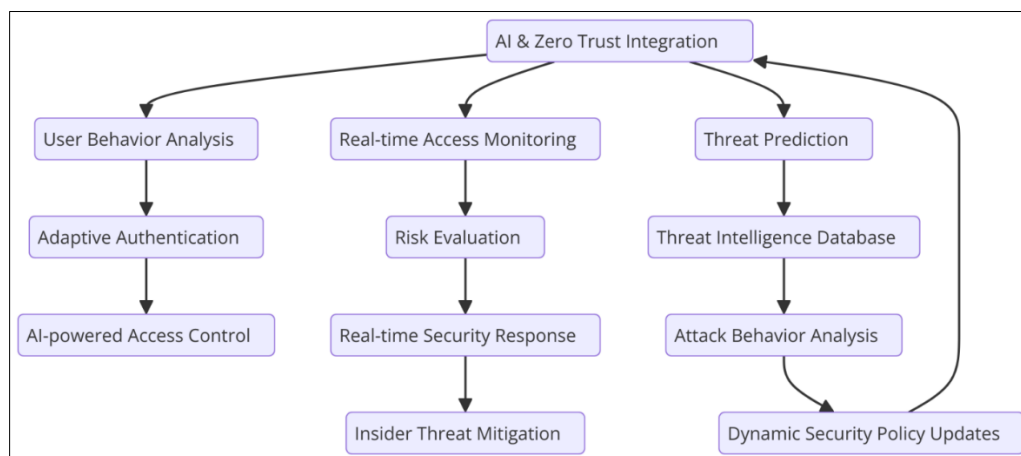 AI & Zero Trust Integration
User Behavior Analysis
Real-time Access Monitoring
Threat Prediction
Adaptive Authentication
Risk Evaluation
Threat Intelligence Database
AI-powered Access Control
Real-time Security Response
Attack Behavior Analysis
Insider Threat Mitigation
Dynamic Security Policy Updates